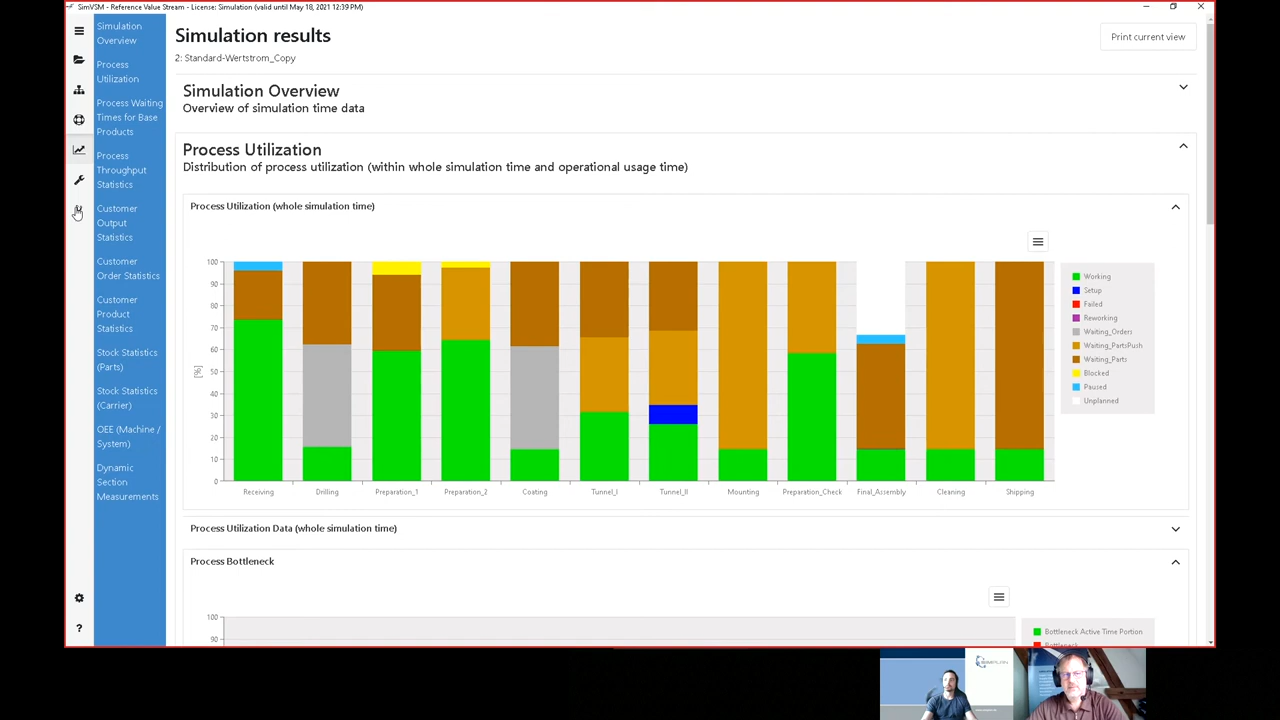 SimVSM - Reference Value Stream - License: Simulation (valid until May 18, 2021 12:39 PM)
Simulation
Overview
Process
Utilization
Process Waiting
Times for Base
Products
Process
Throughput
Statistics
Customer
Output
Statistics
Customer
Order Statistics
Customer
Product
Statistics
Stock Statistics
(Parts)
Stock Statistics
(Carrier)
OEE (Machine /
System)
Dynamic
Section
Measurements
?
Simulation results
Print current view
2: Standard-Wertstrom_Copy
Simulation Overview
Overview of simulation time data
Process Utilization
Distribution of process utilization (within whole simulation time and operational usage time)
Process Utilization (whole simulation time)
100
90
80
70
60
50
40
30
20
10
0
[%]
Receiving Drilling Preparation_1 Preparation_2 Coating Tunnel_I Tunnel_II Mounting Preparation_Check Final_Assembly Cleaning Shipping
Working
Setup
Failed
Reworking
Waiting_Orders
Waiting_PartsPush
Waiting_Parts
Blocked
Paused
Unplanned
Process Utilization Data (whole simulation time)
Process Bottleneck
100
90
Bottleneck Active Time Portion